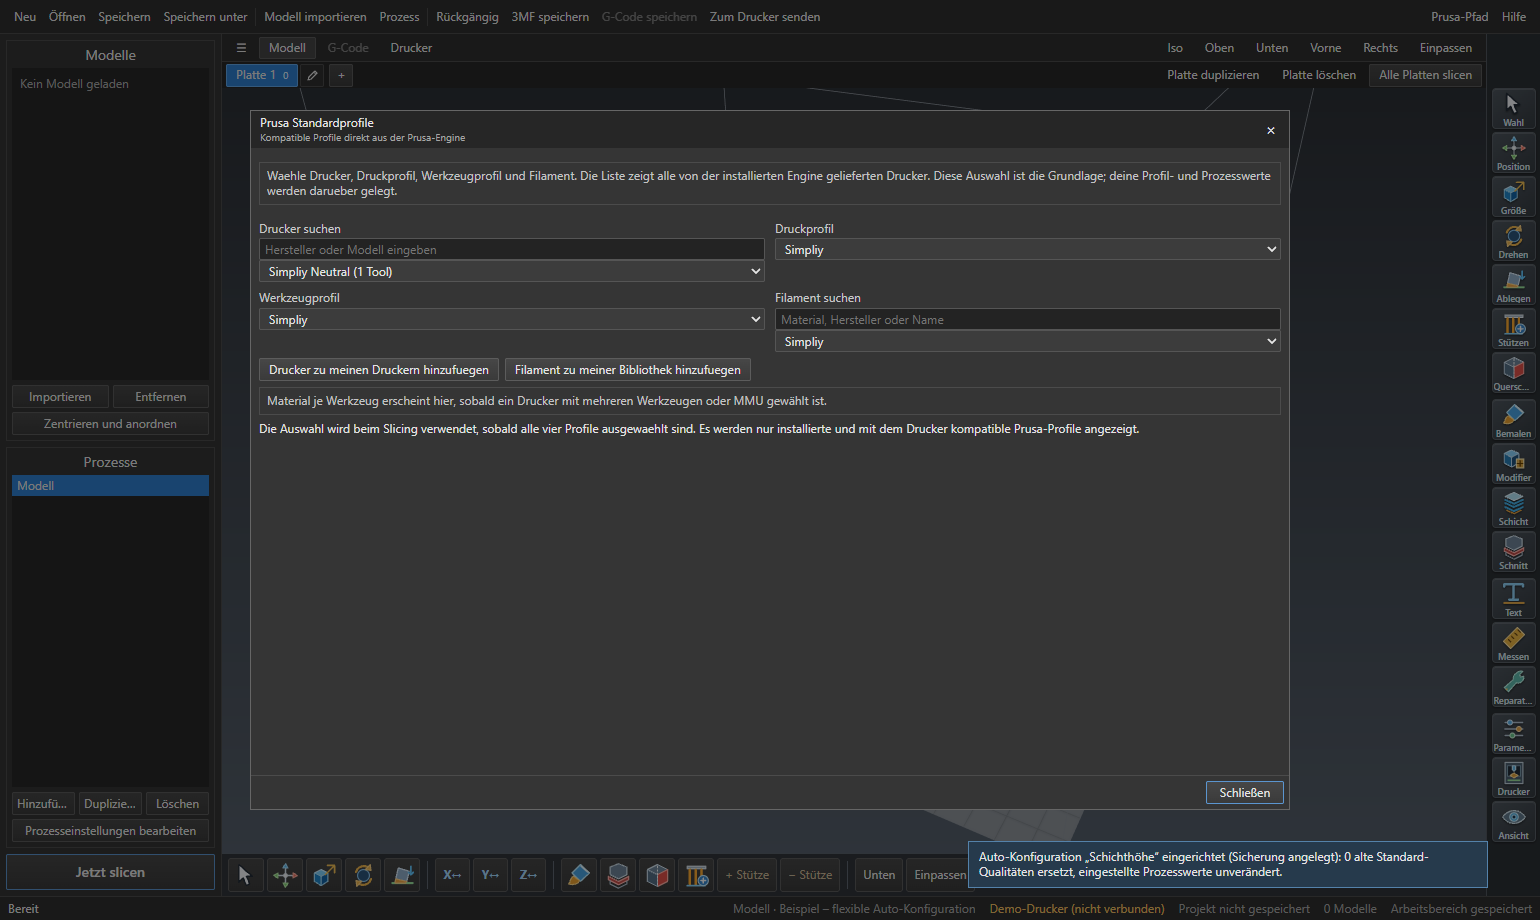 Neu Öffnen Speichern Speichern unter Modell importieren Prozess Rückgängig 3MF speichern G-Code speichern Zum Drucker senden Prusa-Pfad Hilfe
Modelle
Kein Modell geladen
Importieren Entfernen
Zentrieren und anordnen
Prozesse
Modell
Hinzufü... Duplizie... Löschen
Prozesseinstellungen bearbeiten
Jetzt slicen
☰ Modell G-Code Drucker Iso Oben Unten Vorne Rechts Einpassen
Platte 1 0 + Platte duplizieren Platte löschen Alle Platten slicen
Prusa Standardprofile
Kompatible Profile direkt aus der Prusa-Engine
×
Waehle Drucker, Druckprofil, Werkzeugprofil und Filament. Die Liste zeigt alle von der installierten Engine gelieferten Drucker. Diese Auswahl ist die Grundlage; deine Profil- und Prozesswerte
werden darueber gelegt.
Drucker suchen
Hersteller oder Modell eingeben
Simpliy Neutral (1 Tool)
Druckprofil
Simpliy
Werkzeugprofil
Simpliy
Filament suchen
Material, Hersteller oder Name
Simpliy
Drucker zu meinen Druckern hinzufuegen Filament zu meiner Bibliothek hinzufuegen
Material je Werkzeug erscheint hier, sobald ein Drucker mit mehreren Werkzeugen oder MMU gewählt ist.
Die Auswahl wird beim Slicing verwendet, sobald alle vier Profile ausgewaehlt sind. Es werden nur installierte und mit dem Drucker kompatible Prusa-Profile angezeigt.
Schließen
Wahl
Position
Größe
Drehen
Ablegen
Stützen
Quersc...
Bemalen
Modifier
Schicht
Schnitt
Text
Messen
Reparat...
Parame...
Drucker
Ansicht
X↔ Y↔ Z↔ + Stütze − Stütze Unten Einpassen
Auto-Konfiguration „Schichthöhe“ eingerichtet (Sicherung angelegt): 0 alte Standard-
Qualitäten ersetzt, eingestellte Prozesswerte unverändert.
Bereit Modell · Beispiel – flexible Auto-Konfiguration Demo-Drucker (nicht verbunden) Projekt nicht gespeichert 0 Modelle Arbeitsbereich gespeichert